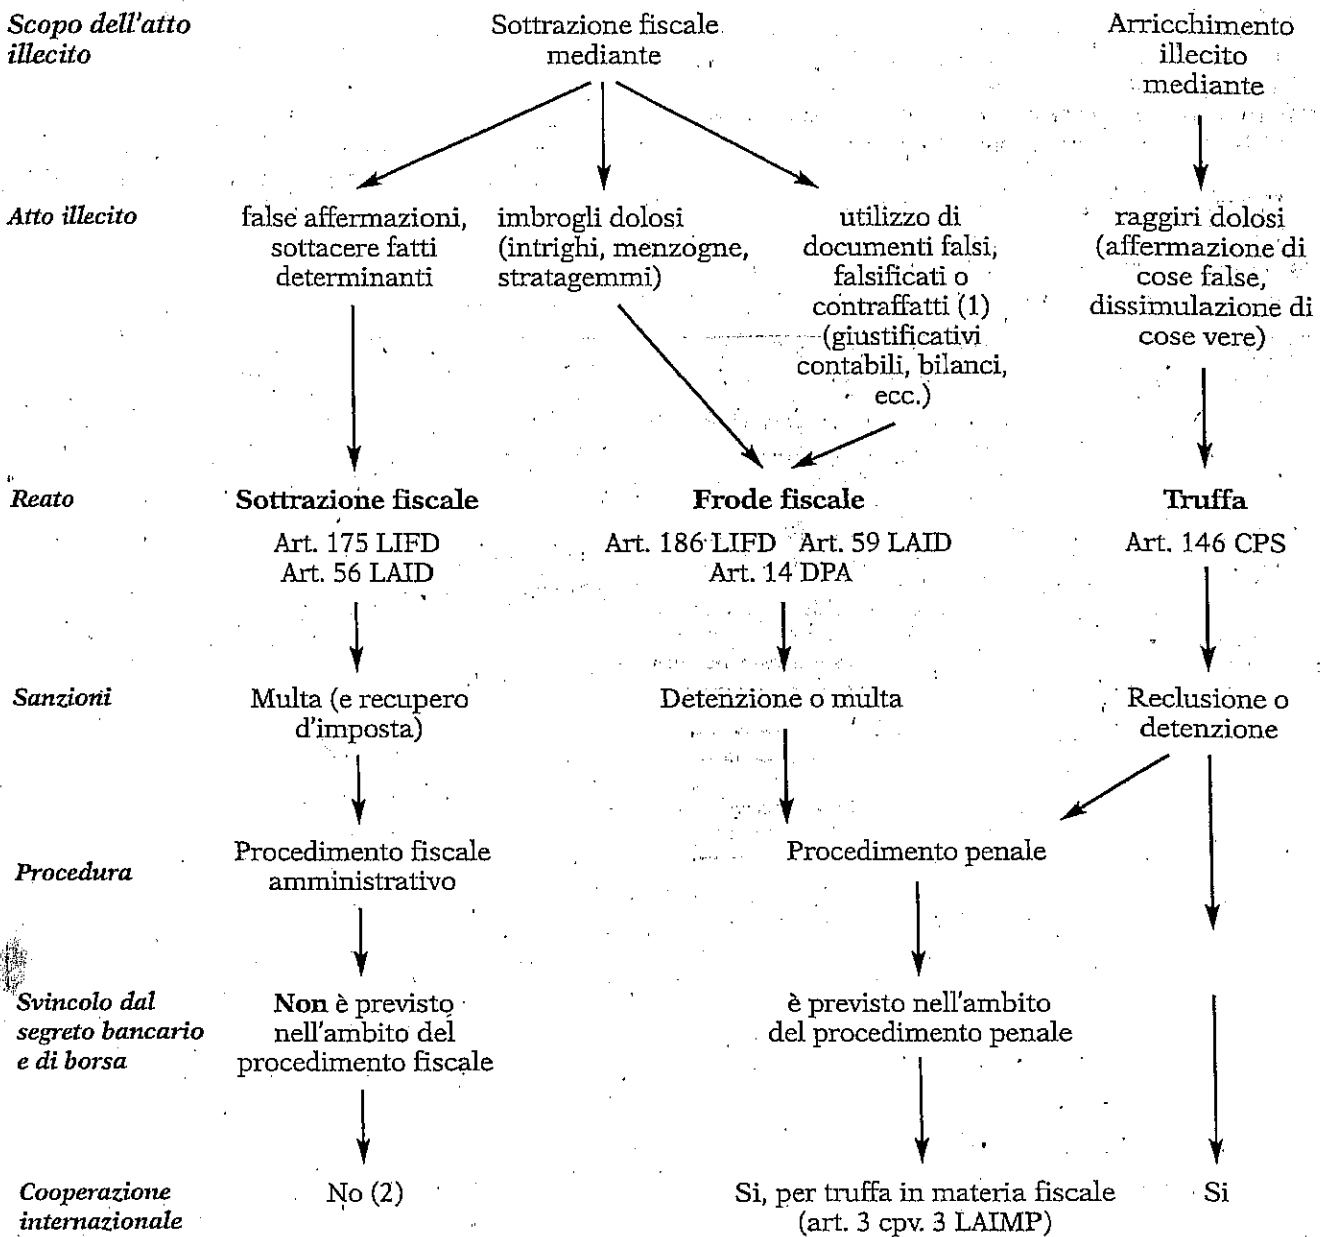 Scopo dell'atto
illecito
Sottrazione fiscale
mediante
Arricchimento
illecito
mediante
Atto illecito
false affermazioni,
sottacere fatti
determinanti
imbrogli dolosi
(intrighi, menzogne,
stratagemmi)
utilizzo di
documenti falsi,
falsificati o
contraffatti (1)
(giustificativi
contabili, bilanci,
ecc.)
raggiri dolosi
(affermazione di
cose false,
dissimulazione di
cose vere)
Reato
Sottrazione fiscale
Art. 175 LIFD
Art. 56 LAID
Frode fiscale
Art. 186 LIFD Art. 59 LAID
Art. 14 DPA
Truffa
Art. 146 CPS
Sanzioni
Multa (e recupero
d'imposta)
Detenzione o multa
Reclusione o
detenzione
Procedura
Procedimento fiscale
amministrativo
Procedimento penale
Svincolo dal
segreto bancario
e di borsa
Non è previsto
nell'ambito del
procedimento fiscale
è previsto nell'ambito
del procedimento penale
Cooperazione
internazionale
No (2)
Si, per truffa in materia fiscale
(art. 3 cpv. 3 LAIMP)
Si